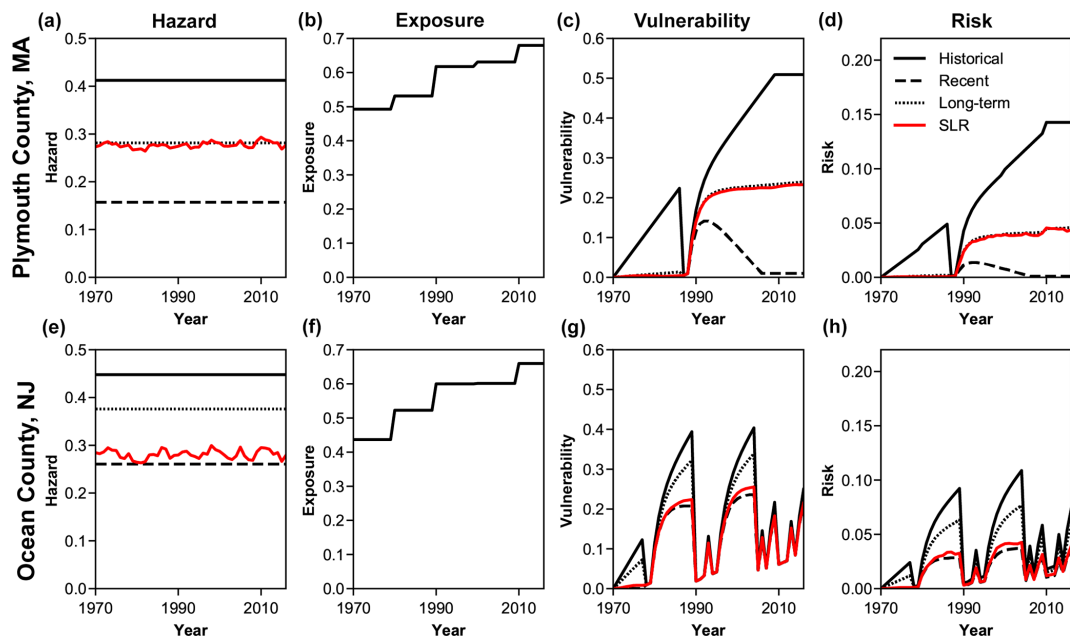 (a) Hazard (b) Exposure (c) Vulnerability (d) Risk
Plymouth County, MA
0.5 0.4 0.3 0.2 0.1 0.0
Hazard
1970 1990 2010
Year
0.7 0.6 0.5 0.4 0.3 0.2 0.1 0.0
Exposure
1970 1990 2010
Year
0.6 0.5 0.4 0.3 0.2 0.1 0.0
Vulnerability
1970 1990 2010
Year
0.20 0.15 0.10 0.05 0.00
Risk
Historical
Recent
Long-term
SLR
1970 1990 2010
Year
(e) (f) (g) (h)
Ocean County, NJ
0.5 0.4 0.3 0.2 0.1 0.0
Hazard
1970 1990 2010
Year
0.7 0.6 0.5 0.4 0.3 0.2 0.1 0.0
Exposure
1970 1990 2010
Year
0.6 0.5 0.4 0.3 0.2 0.1 0.0
Vulnerability
1970 1990 2010
Year
0.20 0.15 0.10 0.05 0.00
Risk
1970 1990 2010
Year